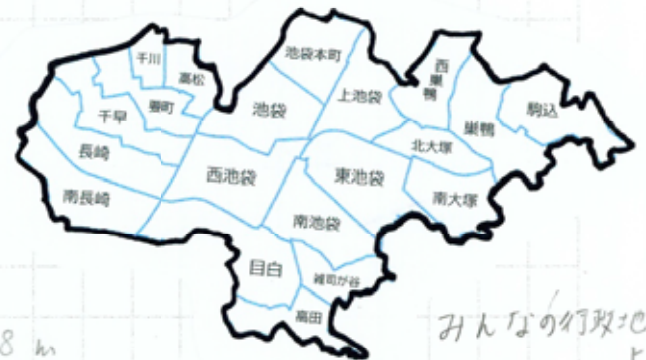 池袋本町
千川
高松
西巣鴨
上池袋
池袋
駒込
要町
千早
巣鴨
北大塚
長崎
西池袋
東池袋
南長崎
南大塚
南池袋
目白
雑司が谷
高田
みんなの行政地
8 m